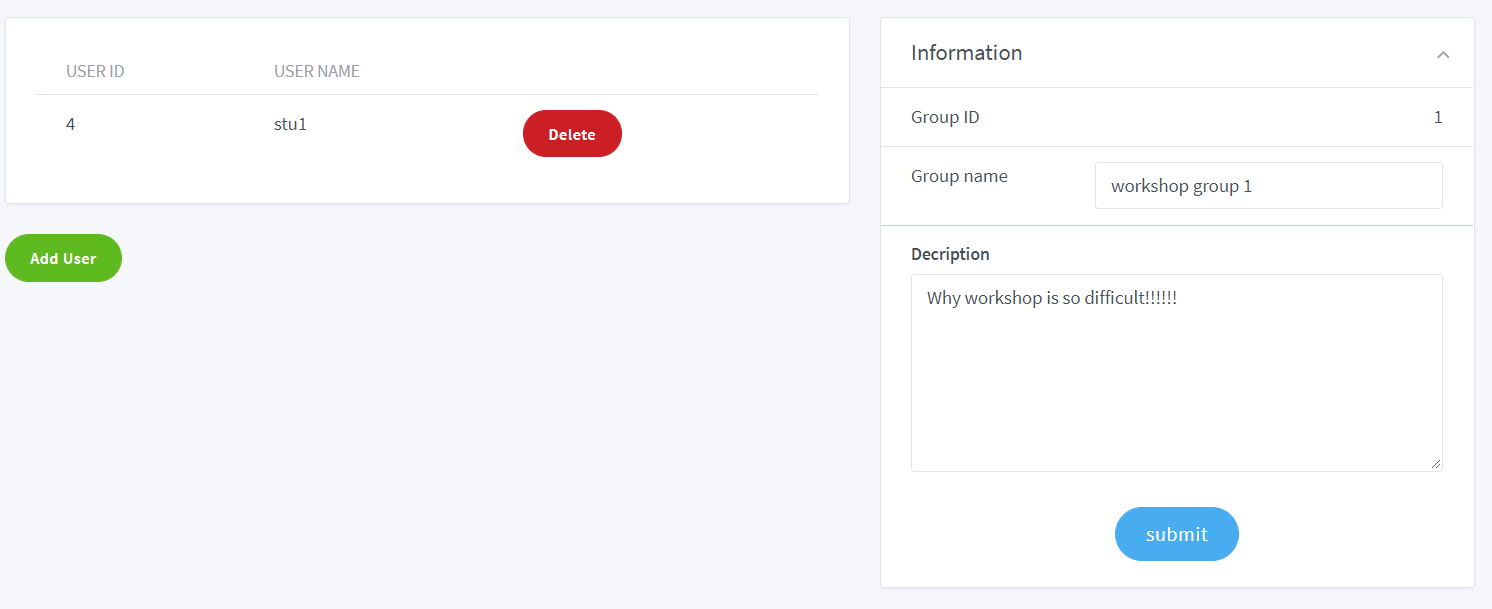 USER ID USER NAME
4 stu1 Delete
Add User
Information
Group ID 1
Group name workshop group 1
Decription
Why workshop is so difficult!!!!!!
submit